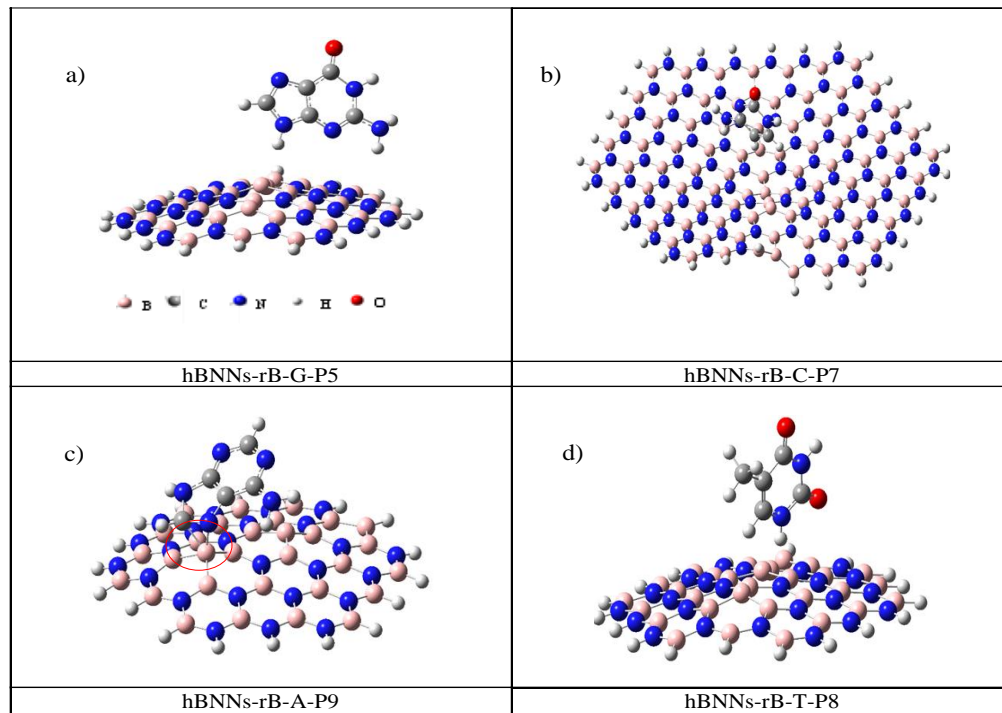 a)
b)
B C N H O
hBNNs-rB-G-P5
hBNNs-rB-C-P7
c)
d)
hBNNs-rB-A-P9
hBNNs-rB-T-P8